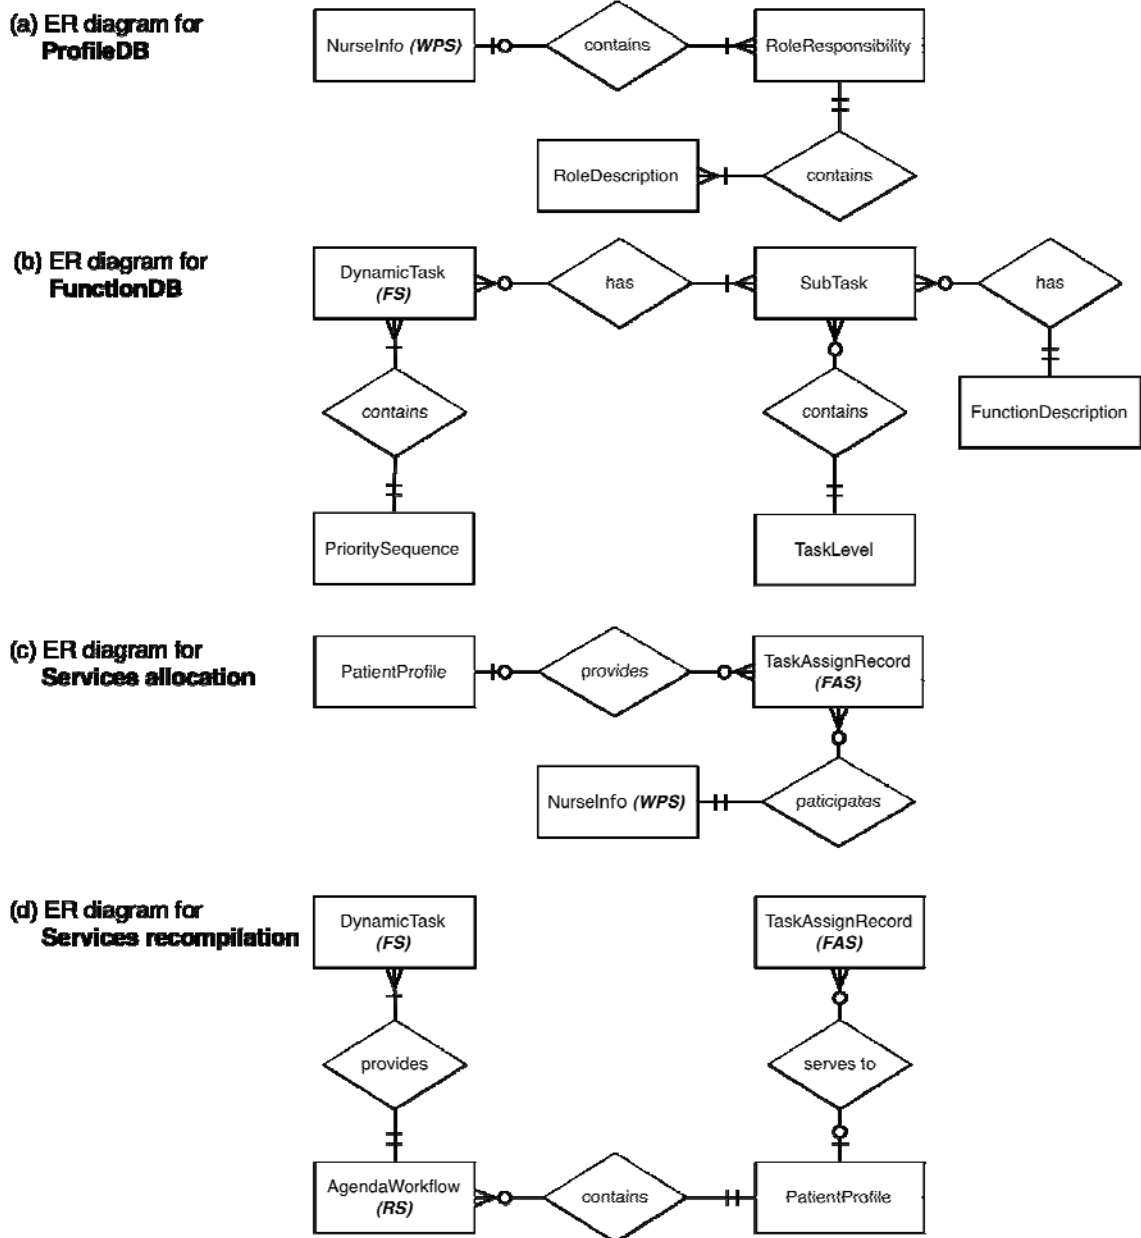 (a) ER diagram for
ProfileDB
NurseInfo (WPS)
contains
RoleResponsibility
RoleDescription
contains
(b) ER diagram for
FunctionDB
DynamicTask
(FS)
has
SubTask
has
contains
contains
FunctionDescription
PrioritySequence
TaskLevel
(c) ER diagram for
Services allocation
PatientProfile
provides
TaskAssignRecord
(FAS)
NurseInfo (WPS)
paticipates
(d) ER diagram for
Services recompilation
DynamicTask
(FS)
TaskAssignRecord
(FAS)
provides
serves to
AgendaWorkflow
(RS)
contains
PatientProfile